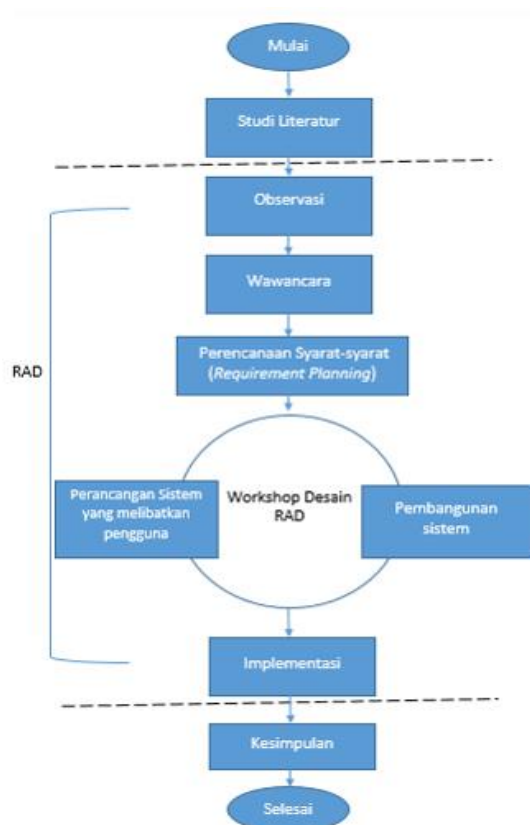 Mulai
Studi Literatur
Observasi
Wawancara
RAD
Perencanaan Syarat-syarat
(Requirement Planning)
Perancangan Sistem
yang melibatkan
pengguna
Workshop Desain
RAD
Pembangunan
sistem
Implementasi
Kesimpulan
Selesai